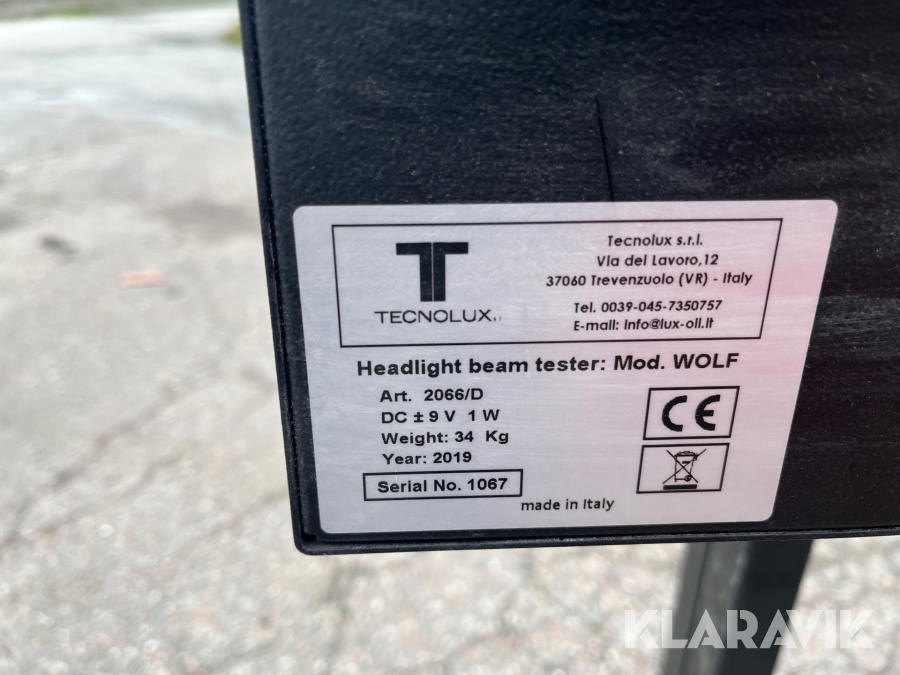 Tecnolux s.r.l.
Via del Lavoro,12
37060 Trevenzuolo (VR) - Italy
Tel. 0039-045-7350757
E-mail: info@lux-oil.it
TECNOLUX
Headlight beam tester: Mod. WOLF
Art. 2066/D
DC ± 9 V 1 W
Weight: 34 Kg
Year: 2019
Serial No. 1067
CE
made in Italy
KLARAVIK